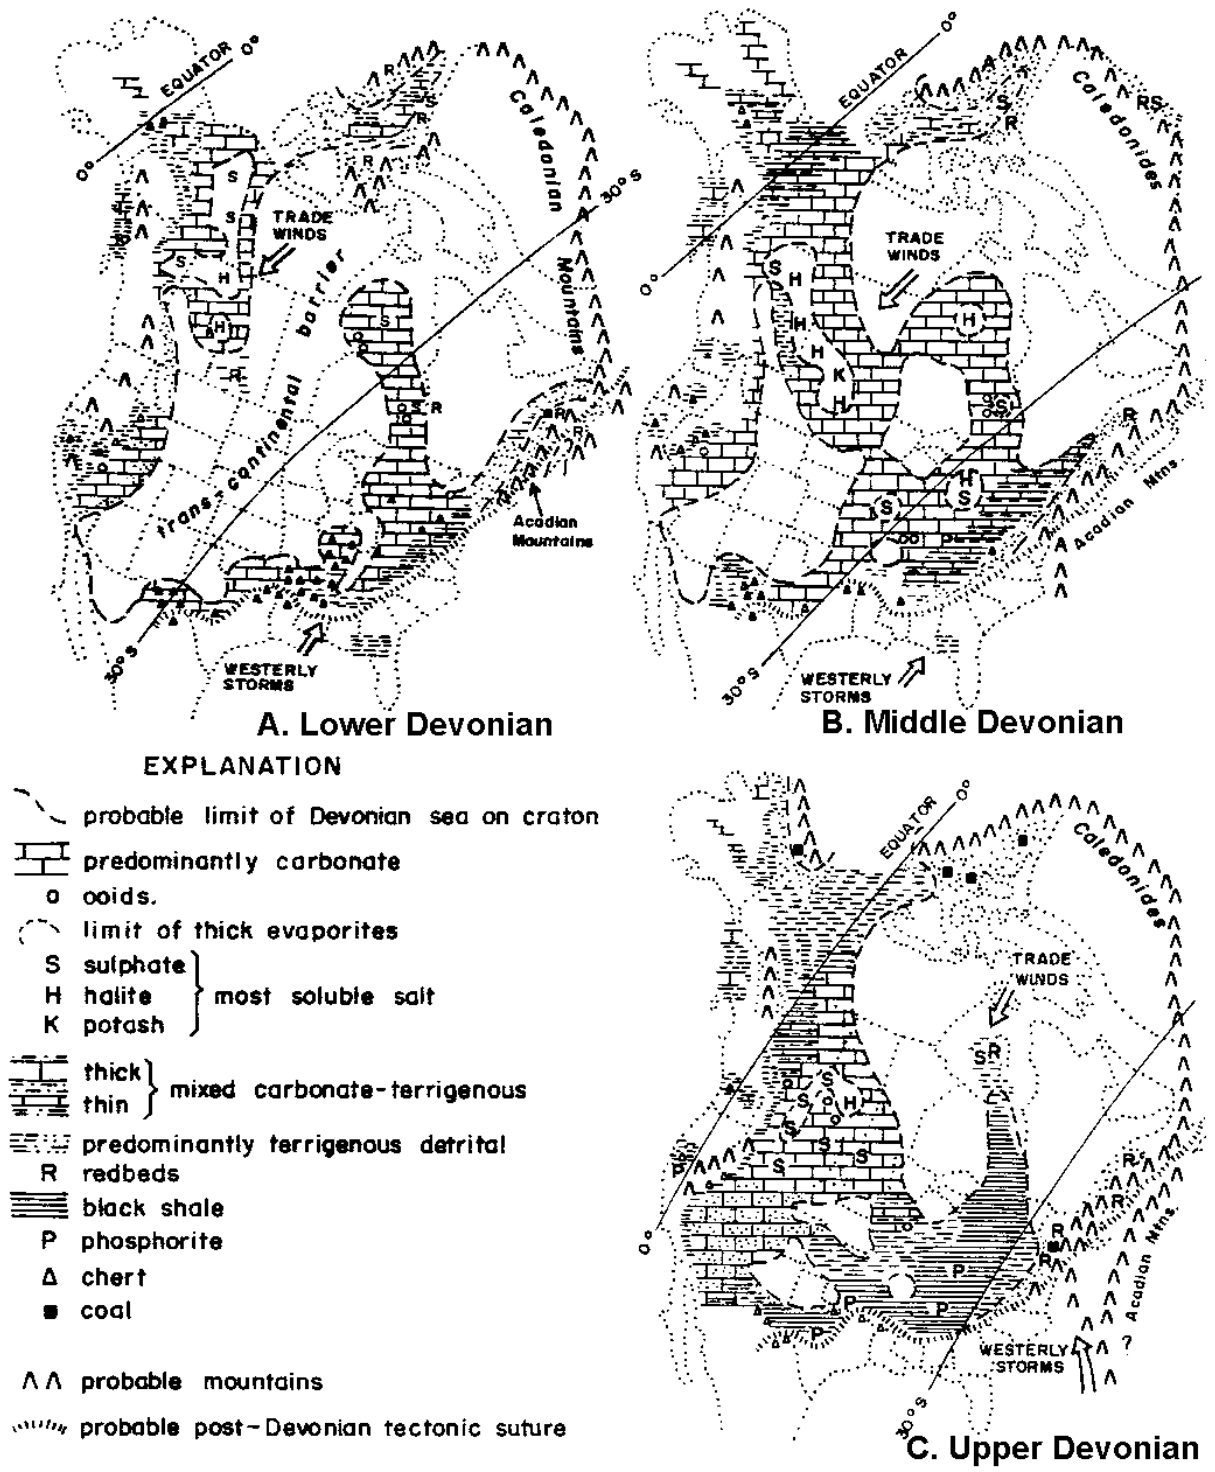 EQUATOR
0°
0°
Caledonian
Mountains
30°S
TRADE
WINDS
trans-continental barrier
R
R
R
S
S
S
S
H
H
S
R
S
R
R
R
Acadian
Mountains
30°S
WESTERLY
STORMS
A. Lower Devonian
EQUATOR
0°
0°
Caledonides
RS
S
R
TRADE
WINDS
S
H
H
H
K
H
H
S
H
S
S
R
Acadian Mtns.
30°S
WESTERLY
STORMS
B. Middle Devonian
EXPLANATION
probable limit of Devonian sea on craton
predominantly carbonate
ooids.
limit of thick evaporites
S sulphate
H halite
K potash
most soluble salt
thick
thin
mixed carbonate-terrigenous
predominantly terrigenous detrital
R redbeds
black shale
P phosphorite
chert
coal
probable mountains
probable post-Devonian tectonic suture
EQUATOR
0°
0°
Caledonides
TRADE
WINDS
SR
S
S
H
S
S
S
S
P
P
P
P
P
R
R
R
R
Acadian Mtns.
?
WESTERLY
STORMS
30°S
C. Upper Devonian